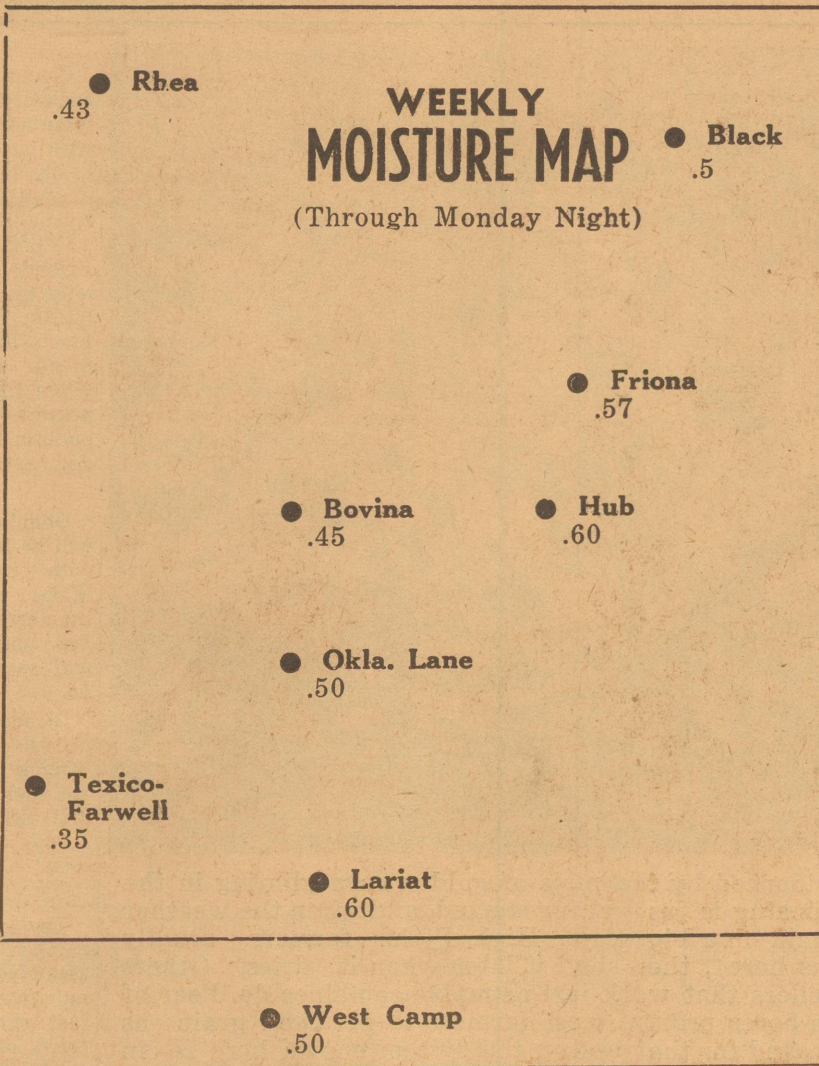 Rhea
.43
WEEKLY
MOISTURE MAP
(Through Monday Night)
Black
.5
Friona
.57
Bovina
.45
Hub
.60
Okla. Lane
.50
Texico-
Farwell
.35
Lariat
.60
West Camp
.50